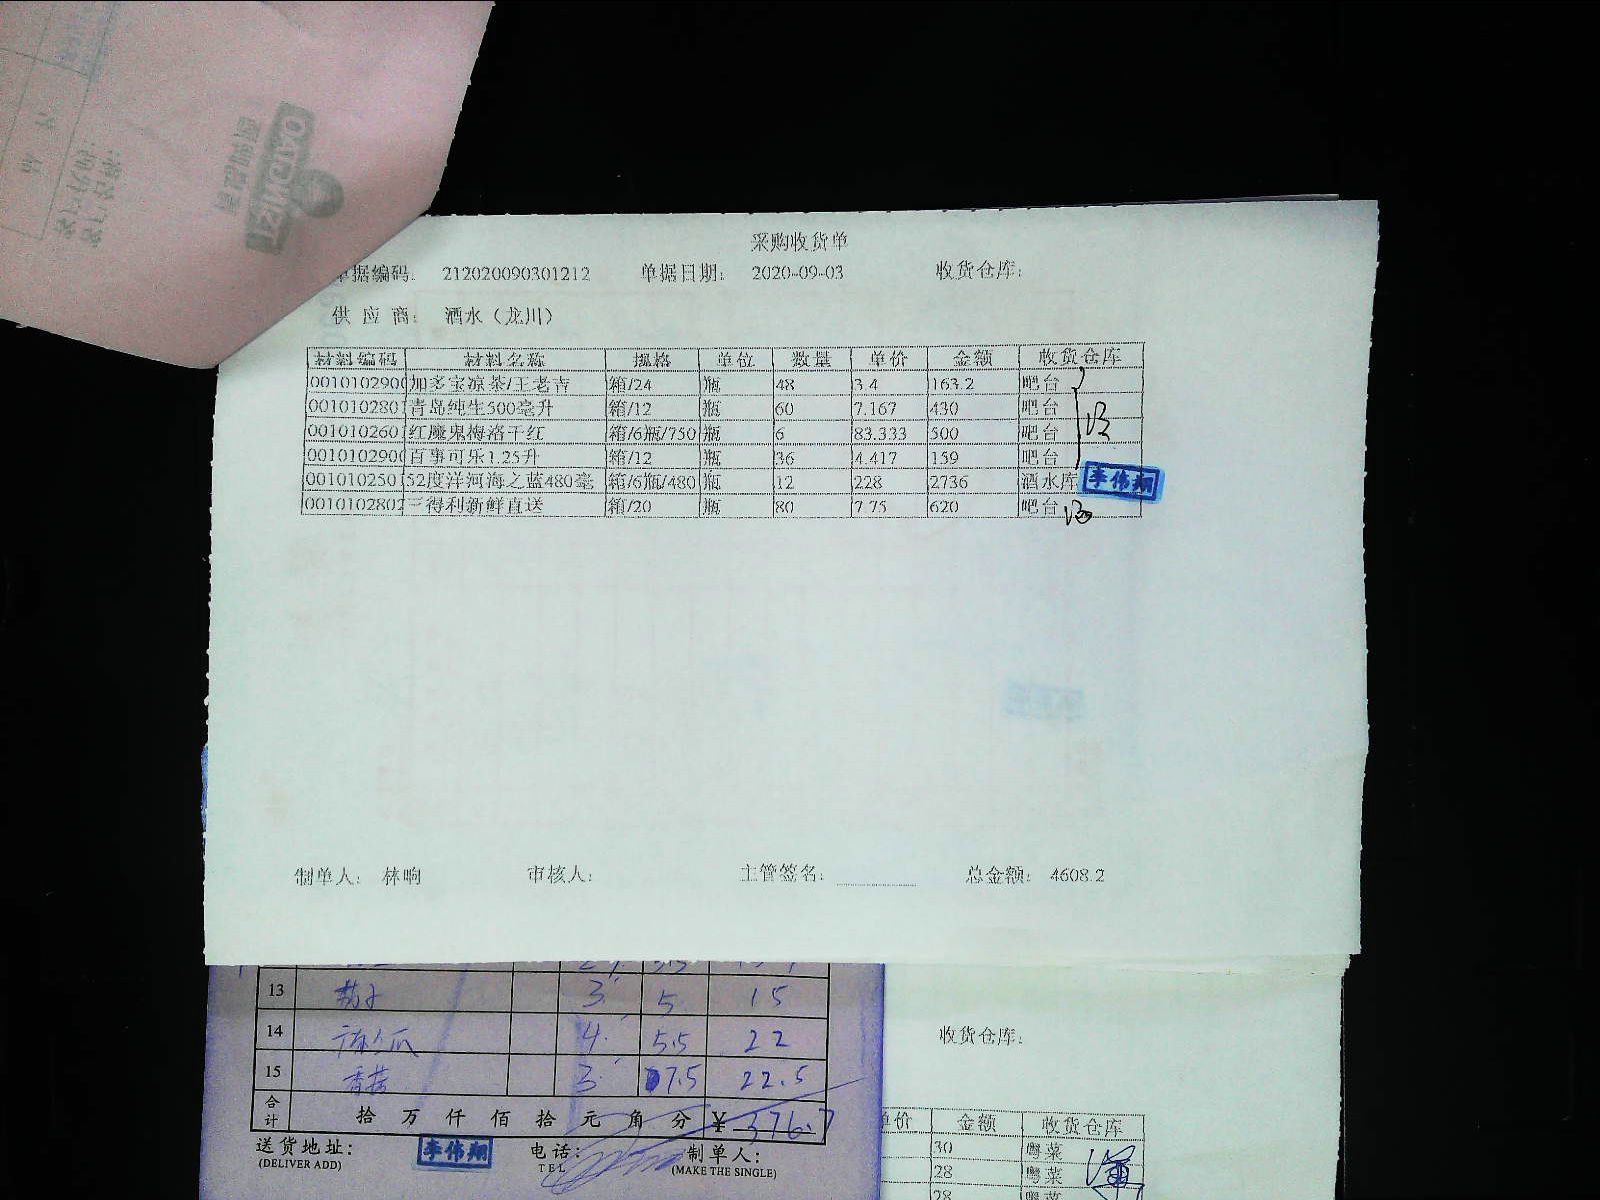 采购收货单
单据编码: 212020090301212 单据日期: 2020-09-03 收货仓库:
供应商: 酒水（龙川）
材料编码 材料名称 规格 单位 数量 单价 金额 收货仓库
0010102900 加多宝凉茶/王老吉 箱/24 瓶 48 3.4 163.2 吧台
001010280 青岛纯生500毫升 箱/12 瓶 60 7.167 430 吧台
001010260 红魔鬼梅洛干红 箱/6瓶/750 瓶 6 83.333 500 吧台
0010102900 百事可乐1.25升 箱/12 瓶 36 4.417 159 吧台
001010250 52度洋河海之蓝480毫 箱/6瓶/480 瓶 12 228 2736 酒水库 李伟翔
0010102802 三得利新鲜直送 箱/20 瓶 80 7.75 620 吧台
制单人: 林响 审核人: 主管签名: 总金额: 4608.2
13 茄子 3 5 15
14 4 5.5 22
15 香菇 3 7.5 22.5
合计 拾 万 仟 佰 拾 元 角 分 ¥ 376.7
送货地址: 李伟翔 电话: 制单人:
(DELIVER ADD) TEL (MAKE THE SINGLE)
收货仓库:
单价 金额 收货仓库
30 粤菜
28 粤菜
28 粤菜